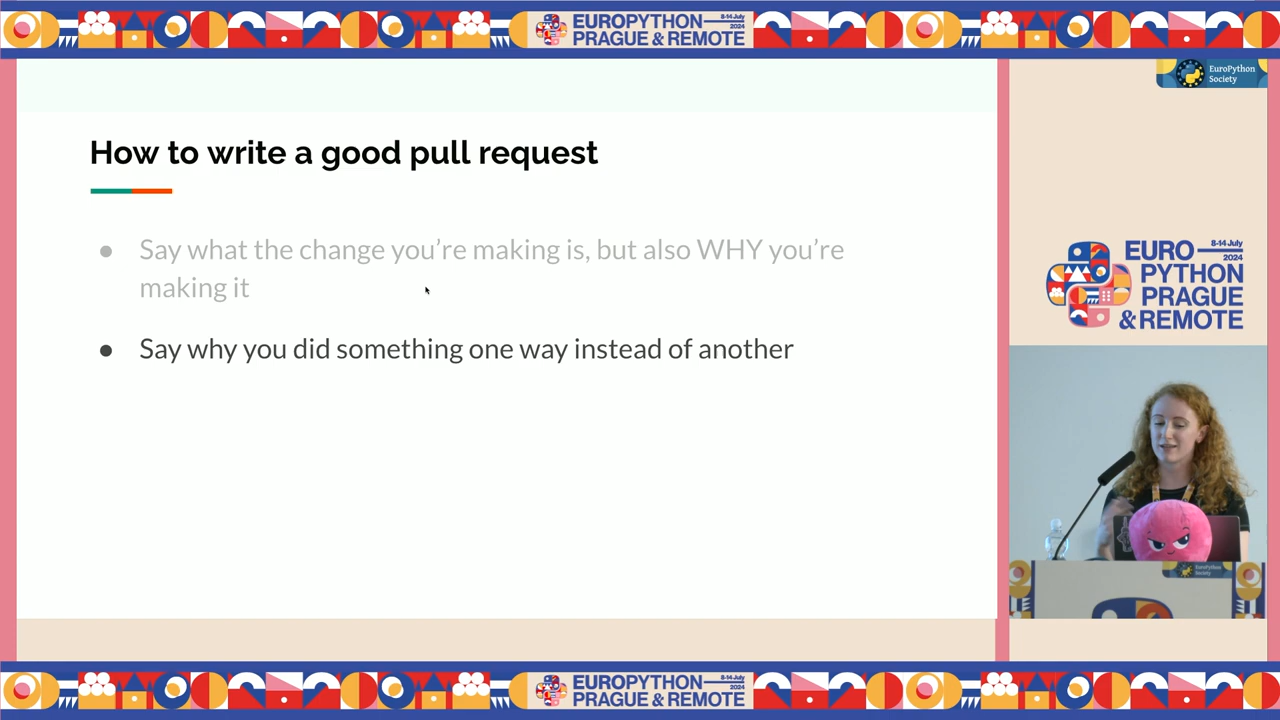 EUROPYTHON
8-14 July
2024
PRAGUE & REMOTE
EuroPython
Society
How to write a good pull request
● Say what the change you're making is, but also WHY you're
making it
● Say why you did something one way instead of another
EURO
8-14 July
2024
PYTHON
PRAGUE
& REMOTE
EuroPython
Society
EUROPYTHON
8-14 July
2024
PRAGUE & REMOTE